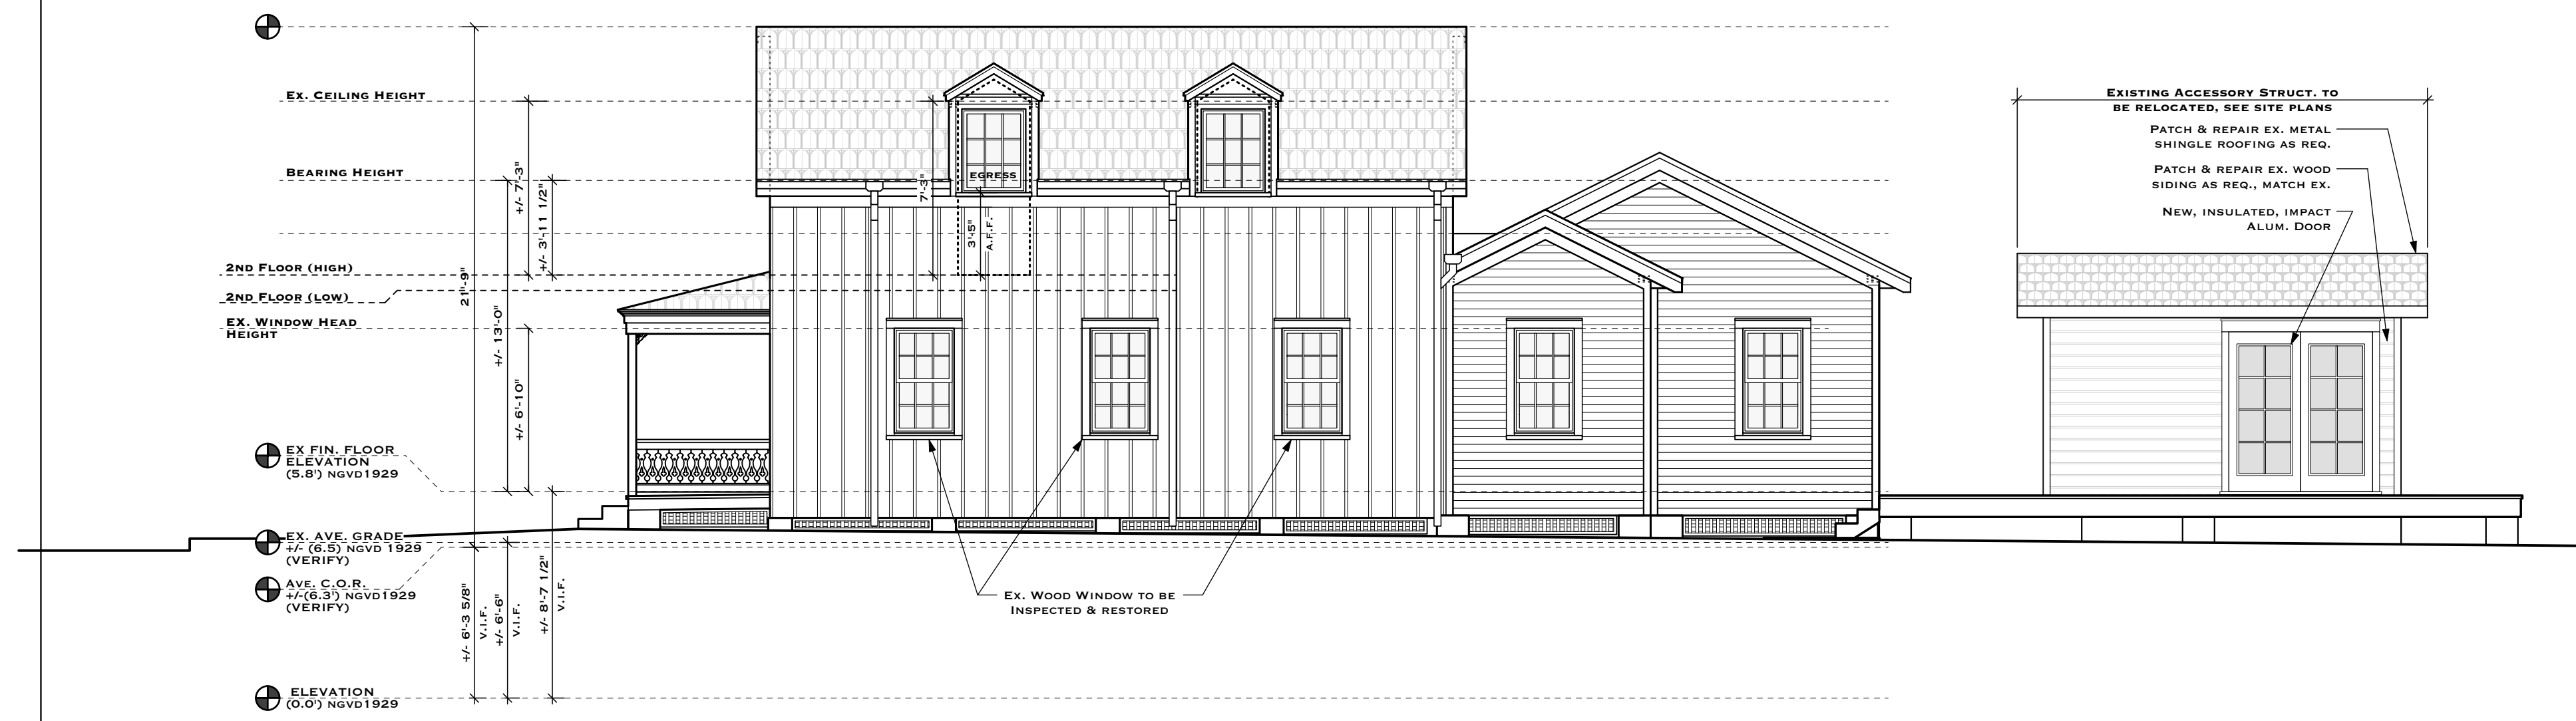 Ex. Ceiling Height
Bearing Height
2nd Floor (high)
2nd Floor (low)
EX. Window Head
Height
EX FIN. FLOOR
ELEVATION
(5.8') NGVD1929
EX. AVE. GRADE
+/- (6.5) NGVD 1929
(VERIFY)
AVE. C.O.R.
+/-(6.3') NGVD1929
(VERIFY)
ELEVATION
(0.0') NGVD1929
21'-9"
+/- 7'-3"
+/- 3'-11 1/2"
+/- 13'-0"
+/- 6'-10"
+/- 6'-3 5/8"
V.I.F.
+/- 6'-6"
V.I.F.
+/- 8'-7 1/2"
V.I.F.
7'-3"
EGRESS
3'-5"
A.F.F.
Ex. Wood Window to be
Inspected & restored
Existing Accessory Struct. to
be relocated, see site plans
Patch & repair ex. metal
shingle roofing as req.
Patch & repair ex. wood
siding as req., match ex.
New, insulated, impact
Alum. Door